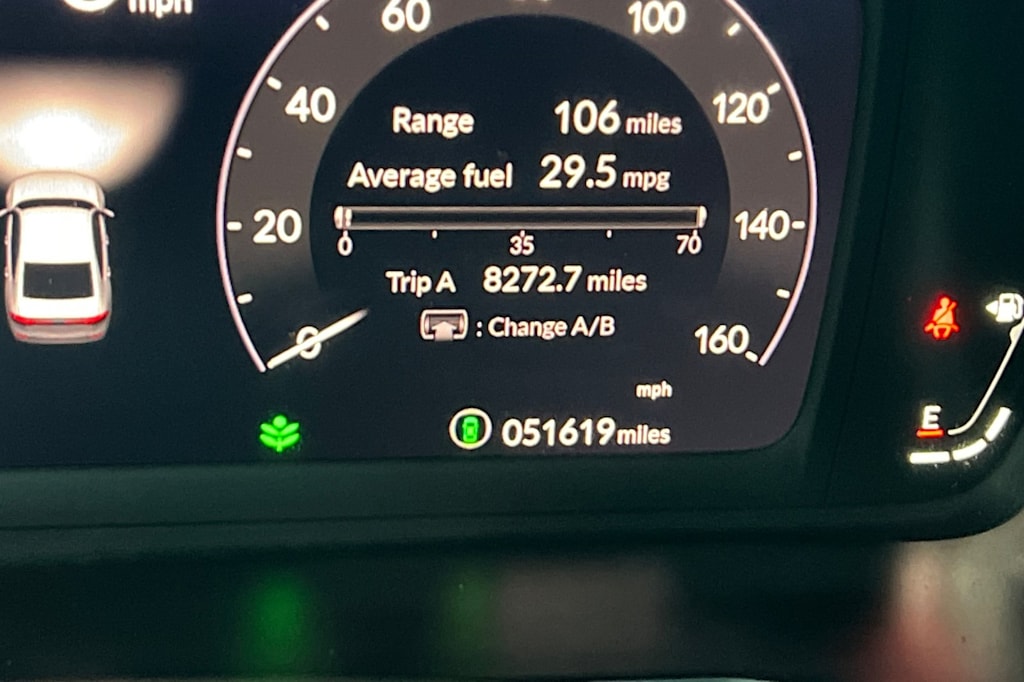 mph
60
100
40
120
Range 106 miles
Average fuel 29.5 mpg
20
140
0 35 70
Trip A 8272.7 miles
: Change A/B
0
160
mph
051619 miles
E